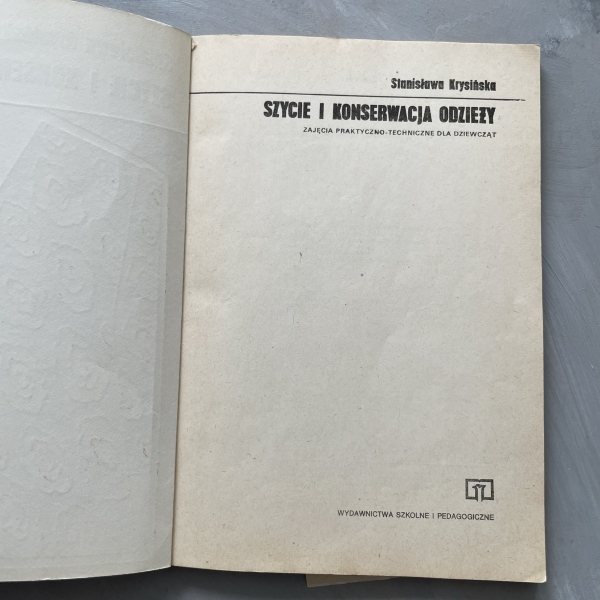 Stanisława Krysińska
SZYCIE I KONSERWACJA ODZIEŻY
ZAJĘCIA PRAKTYCZNO-TECHNICZNE DLA DZIEWCZĄT
WYDAWNICTWA SZKOLNE I PEDAGOGICZNE